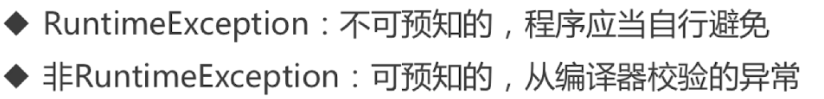 ◆ RuntimeException：不可预知的，程序应当自行避免
◆ 非RuntimeException：可预知的，从编译器校验的异常